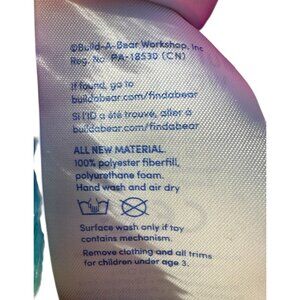 ©Build-A-Bear Workshop, Inc
Reg. No. PA-18530 (CN)
If found, go to
buildabear.com/findabear
Si l'ID a été trouvé, aller à
buildabear.com/findabear
ALL NEW MATERIAL.
100% polyester fiberfill,
polyurethane foam.
Hand wash and air dry
Surface wash only if toy
contains mechanism.
Remove clothing and all trims
for children under age 3.